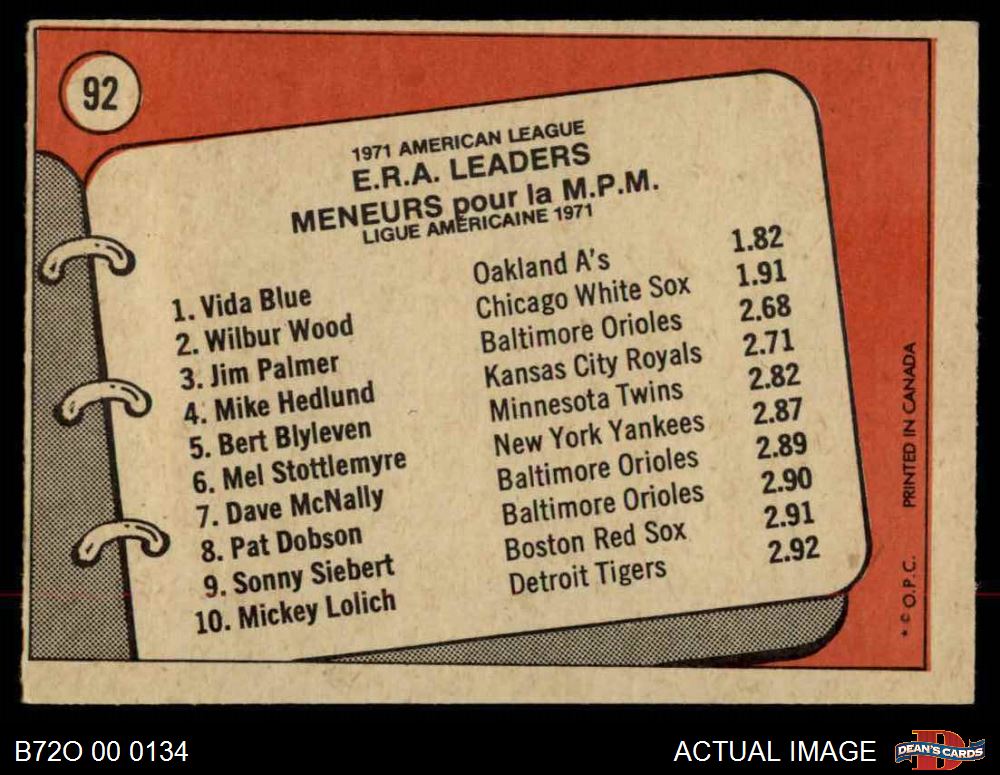 92
1971 AMERICAN LEAGUE
E.R.A. LEADERS
MENEURS pour la M.P.M.
LIGUE AMÉRICAINE 1971
1. Vida Blue Oakland A's 1.82
2. Wilbur Wood Chicago White Sox 1.91
3. Jim Palmer Baltimore Orioles 2.68
4. Mike Hedlund Kansas City Royals 2.71
5. Bert Blyleven Minnesota Twins 2.82
6. Mel Stottlemyre New York Yankees 2.87
7. Dave McNally Baltimore Orioles 2.89
8. Pat Dobson Baltimore Orioles 2.90
9. Sonny Siebert Boston Red Sox 2.91
10. Mickey Lolich Detroit Tigers 2.92
* © O.P.C. PRINTED IN CANADA
B72O 00 0134
ACTUAL IMAGE
DEAN'S CARDS